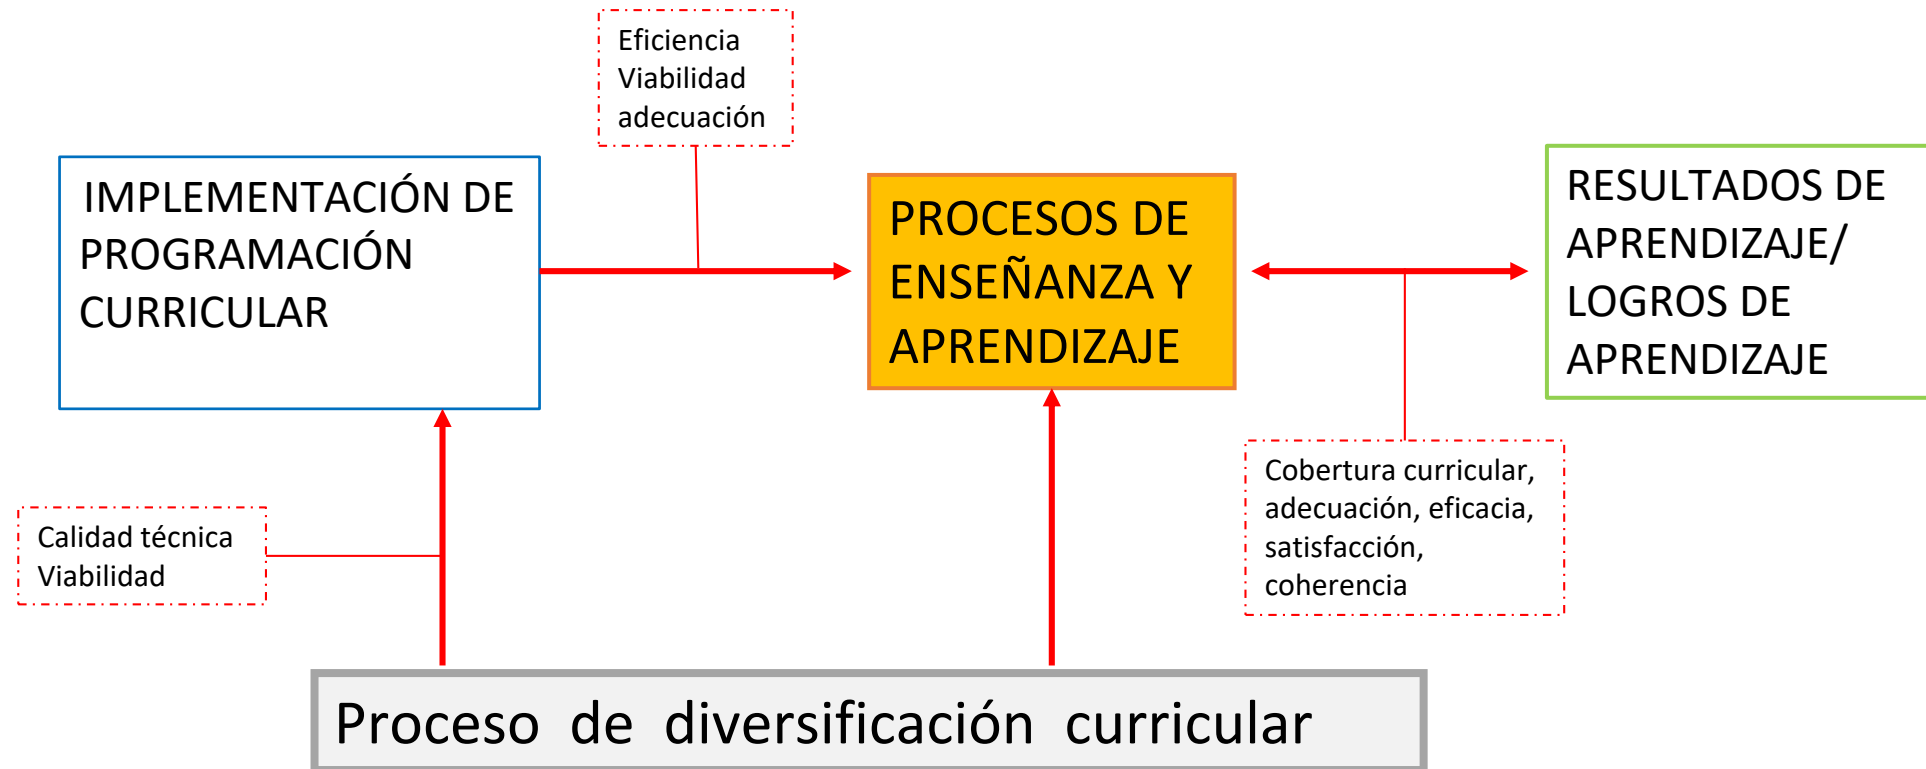 Eficiencia
Viabilidad
adecuación
IMPLEMENTACIÓN DE
PROGRAMACIÓN
CURRICULAR
PROCESOS DE
ENSEÑANZA Y
APRENDIZAJE
RESULTADOS DE
APRENDIZAJE/
LOGROS DE
APRENDIZAJE
Calidad técnica
Viabilidad
Cobertura curricular,
adecuación, eficacia,
satisfacción,
coherencia
Proceso de diversificación curricular